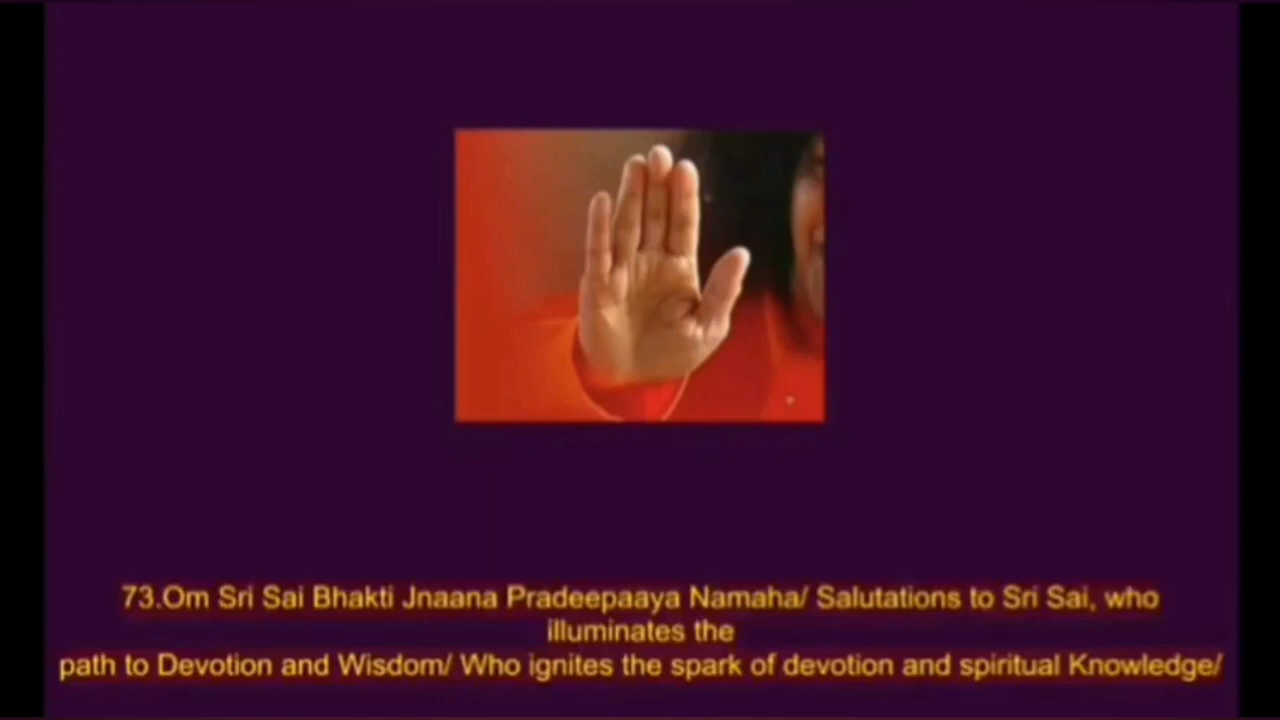 73.Om Sri Sai Bhakti Jnaana Pradeepaaya Namaha/ Salutations to Sri Sai, who
illuminates the
path to Devotion and Wisdom/ Who ignites the spark of devotion and spiritual Knowledge/